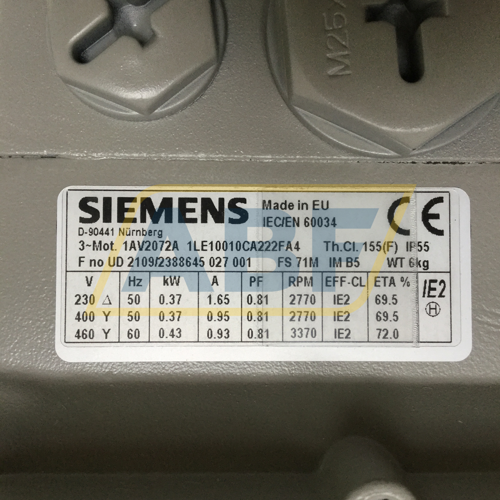 M25x
SIEMENS Made in EU CE
D-90441 Nürnberg IEC/EN 60034
3~Mot. 1AV2072A 1LE10010CA222FA4 Th.Cl. 155(F) IP55
F no UD 2109/2388645 027 001 FS 71M IM B5 WT 6kg
V Hz kW A PF RPM EFF-CL ETA %
230 Δ 50 0.37 1.65 0.81 2770 IE2 69.5
400 Y 50 0.37 0.95 0.81 2770 IE2 69.5
460 Y 60 0.43 0.93 0.81 3370 IE2 72.0
IE2
H
ABF